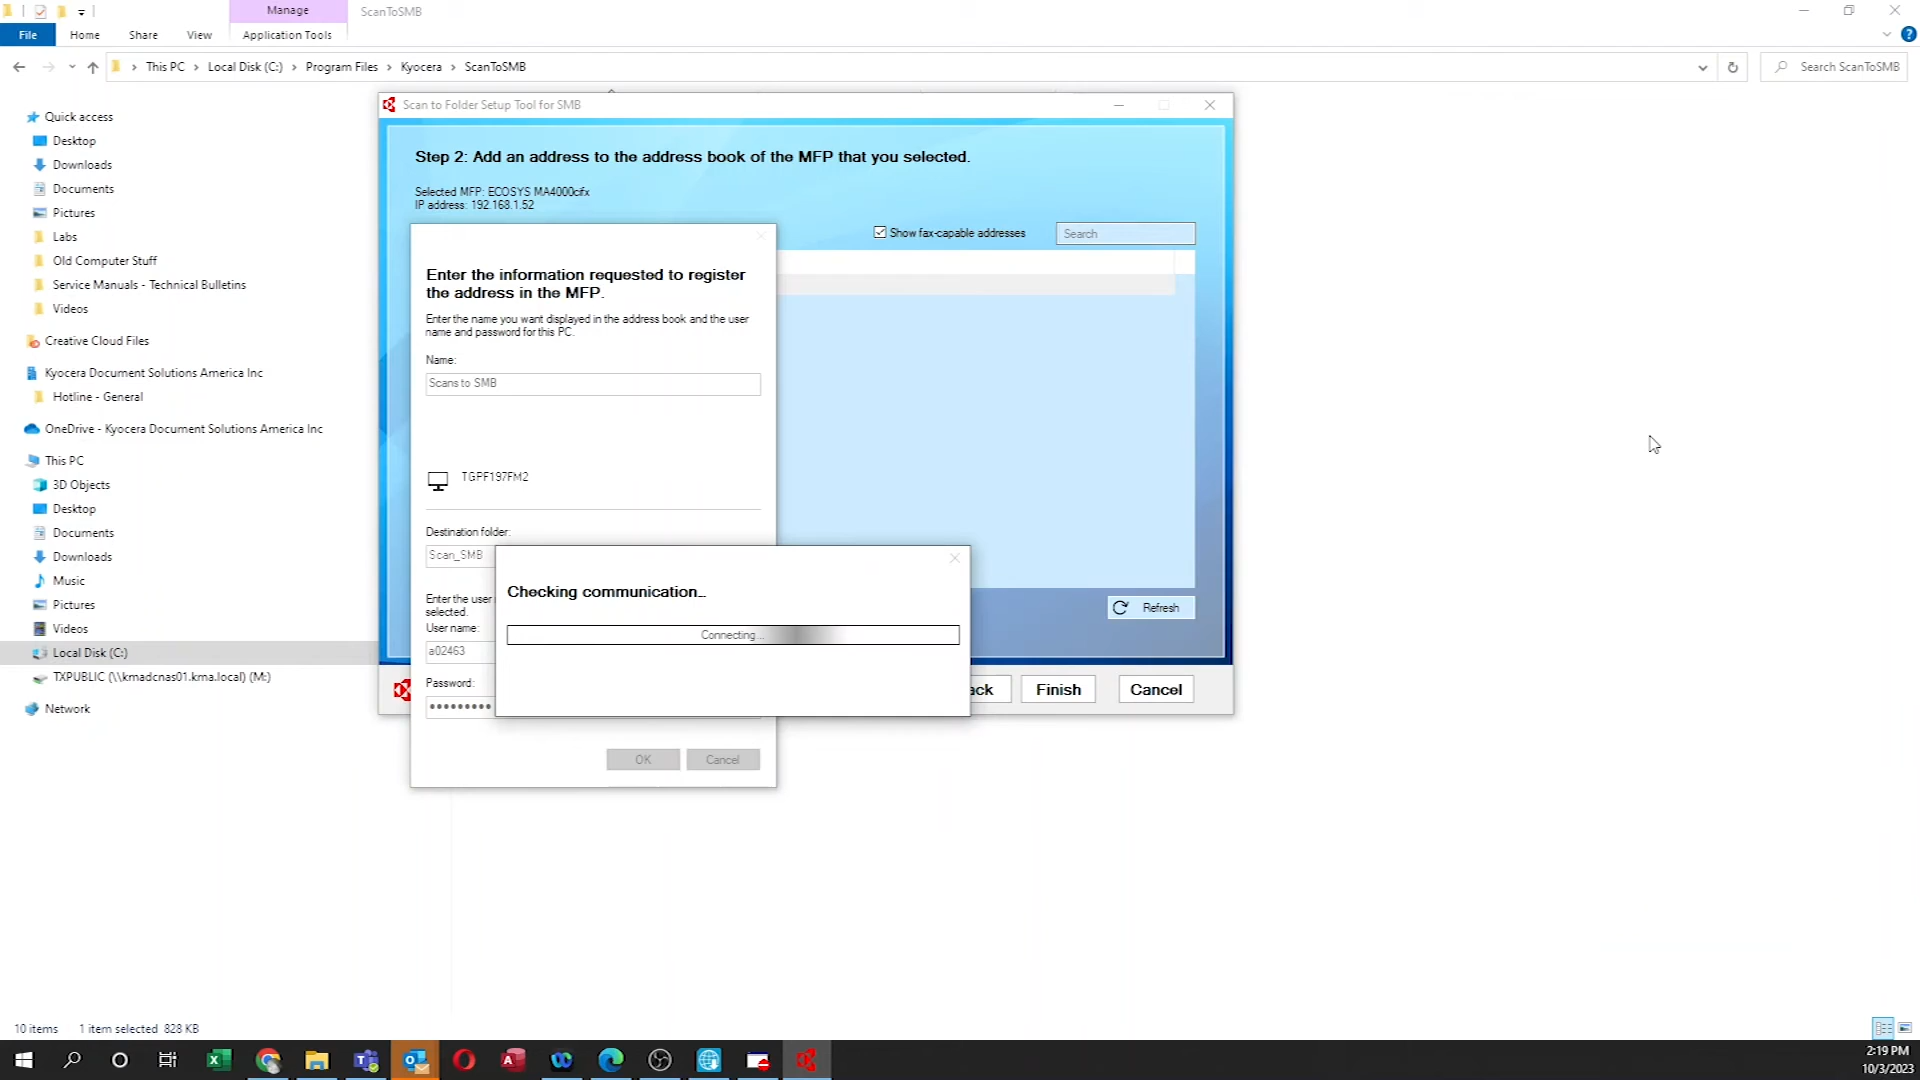 Manage
ScanToSMB
File
Home
Share
View
Application Tools
This PC
Local Disk (C:)
Program Files
Kyocera
ScanToSMB
Search ScanToSMB
Quick access
Desktop
Downloads
Documents
Pictures
Labs
Old Computer Stuff
Service Manuals - Technical Bulletins
Videos
Creative Cloud Files
Kyocera Document Solutions America Inc
Hotline - General
OneDrive - Kyocera Document Solutions America Inc
This PC
3D Objects
Desktop
Documents
Downloads
Music
Pictures
Videos
Local Disk (C:)
TXPUBLIC (\\kmadcnas01.kma.local) (M:)
Network
Scan to Folder Setup Tool for SMB
Step 2: Add an address to the address book of the MFP that you selected.
Selected MFP: ECOSYS MA4000cifx
IP address: 192.168.1.52
Show fax-capable addresses
Search
Enter the information requested to register
the address in the MFP.
Enter the name you want displayed in the address book and the user
name and password for this PC.
Name:
Scans to SMB
TGPF197FM2
Destination folder:
Scan_SMB
Enter the user
selected.
User name:
a02463
Password:
•••••••••
OK
Cancel
Checking communication...
Connecting...
Refresh
ack
Finish
Cancel
10 items
1 item selected 828 KB
2:19 PM
10/3/2023